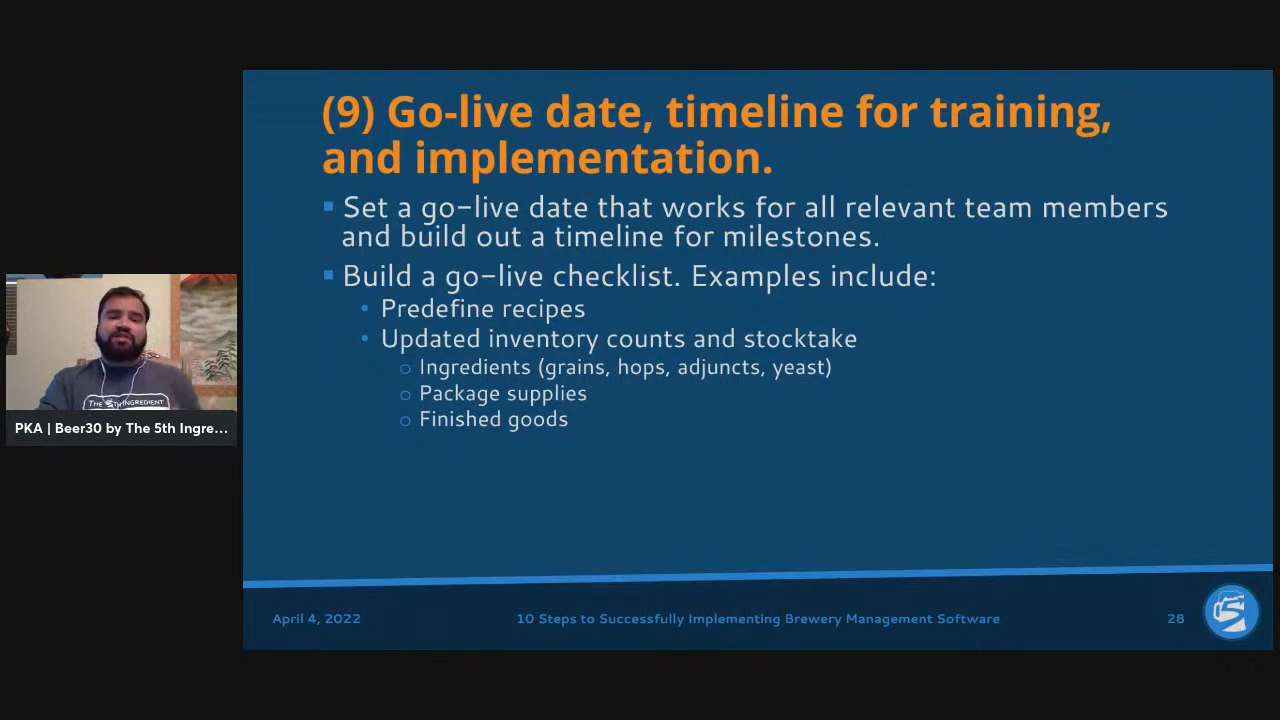 (9) Go-live date, timeline for training,
and implementation.
Set a go-live date that works for all relevant team members
and build out a timeline for milestones.
Build a go-live checklist. Examples include:
Predefine recipes
Updated inventory counts and stocktake
Ingredients (grains, hops, adjuncts, yeast)
Package supplies
Finished goods
THE 5THINGREDIENT
PKA | Beer30 by The 5th Ingre...
April 4, 2022
10 Steps to Successfully Implementing Brewery Management Software
28